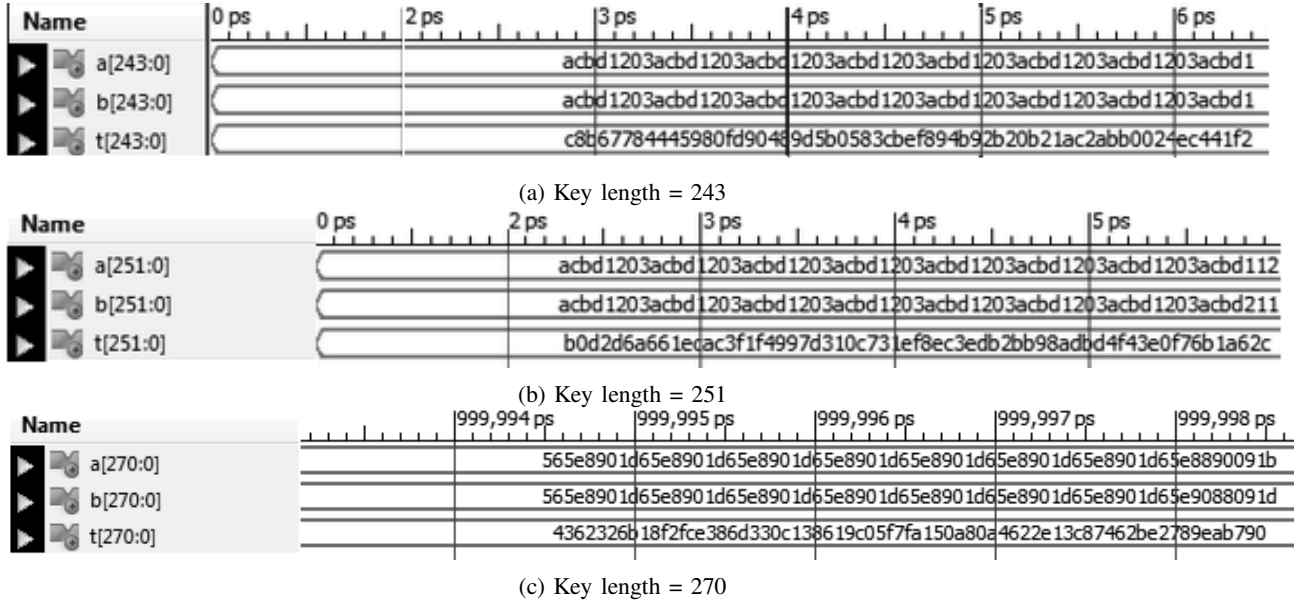 Name 0 ps 2 ps 3 ps 4 ps 5 ps 6 ps
a[243:0] acbd1203acbd1203acbd1203acbd1203acbd1203acbd1203acbd1203acbd1
b[243:0] acbd1203acbd1203acbd1203acbd1203acbd1203acbd1203acbd1203acbd1
t[243:0] c8b67784445980fd90489d5b0583cbef894b92b20b21ac2abb0024ec441f2
(a) Key length = 243
Name 0 ps 2 ps 3 ps 4 ps 5 ps
a[251:0] acbd1203acbd1203acbd1203acbd1203acbd1203acbd1203acbd1203acbd112
b[251:0] acbd1203acbd1203acbd1203acbd1203acbd1203acbd1203acbd1203acbd211
t[251:0] b0d2d6a661ecac3f1f4997d310c731ef8ec3edb2bb98adbd4f43e0f76b1a62c
(b) Key length = 251
Name 999,994 ps 999,995 ps 999,996 ps 999,997 ps 999,998 ps
a[270:0] 565e8901d65e8901d65e8901d65e8901d65e8901d65e8901d65e8901d65e8890091b
b[270:0] 565e8901d65e8901d65e8901d65e8901d65e8901d65e8901d65e8901d65e9088091d
t[270:0] 4362326b18f2fce386d330c138619c05f7fa150a80a4622e13c87462be2789eab790
(c) Key length = 270